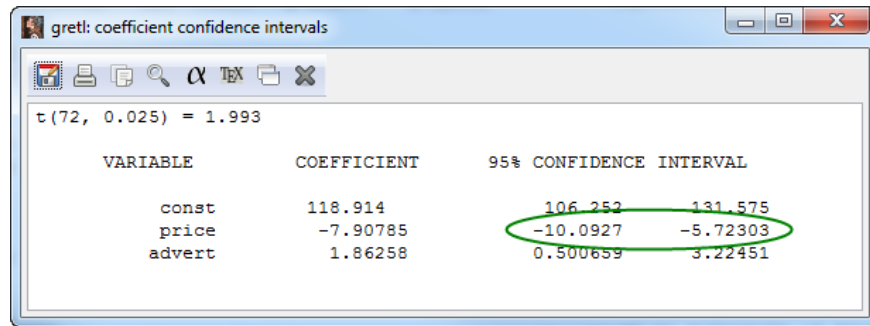 gretl: coefficient confidence intervals
α TEX
t(72, 0.025) = 1.993
VARIABLE COEFFICIENT 95% CONFIDENCE INTERVAL
const 118.914 106.252 131.575
price -7.90785 -10.0927 -5.72303
advert 1.86258 0.500659 3.22451